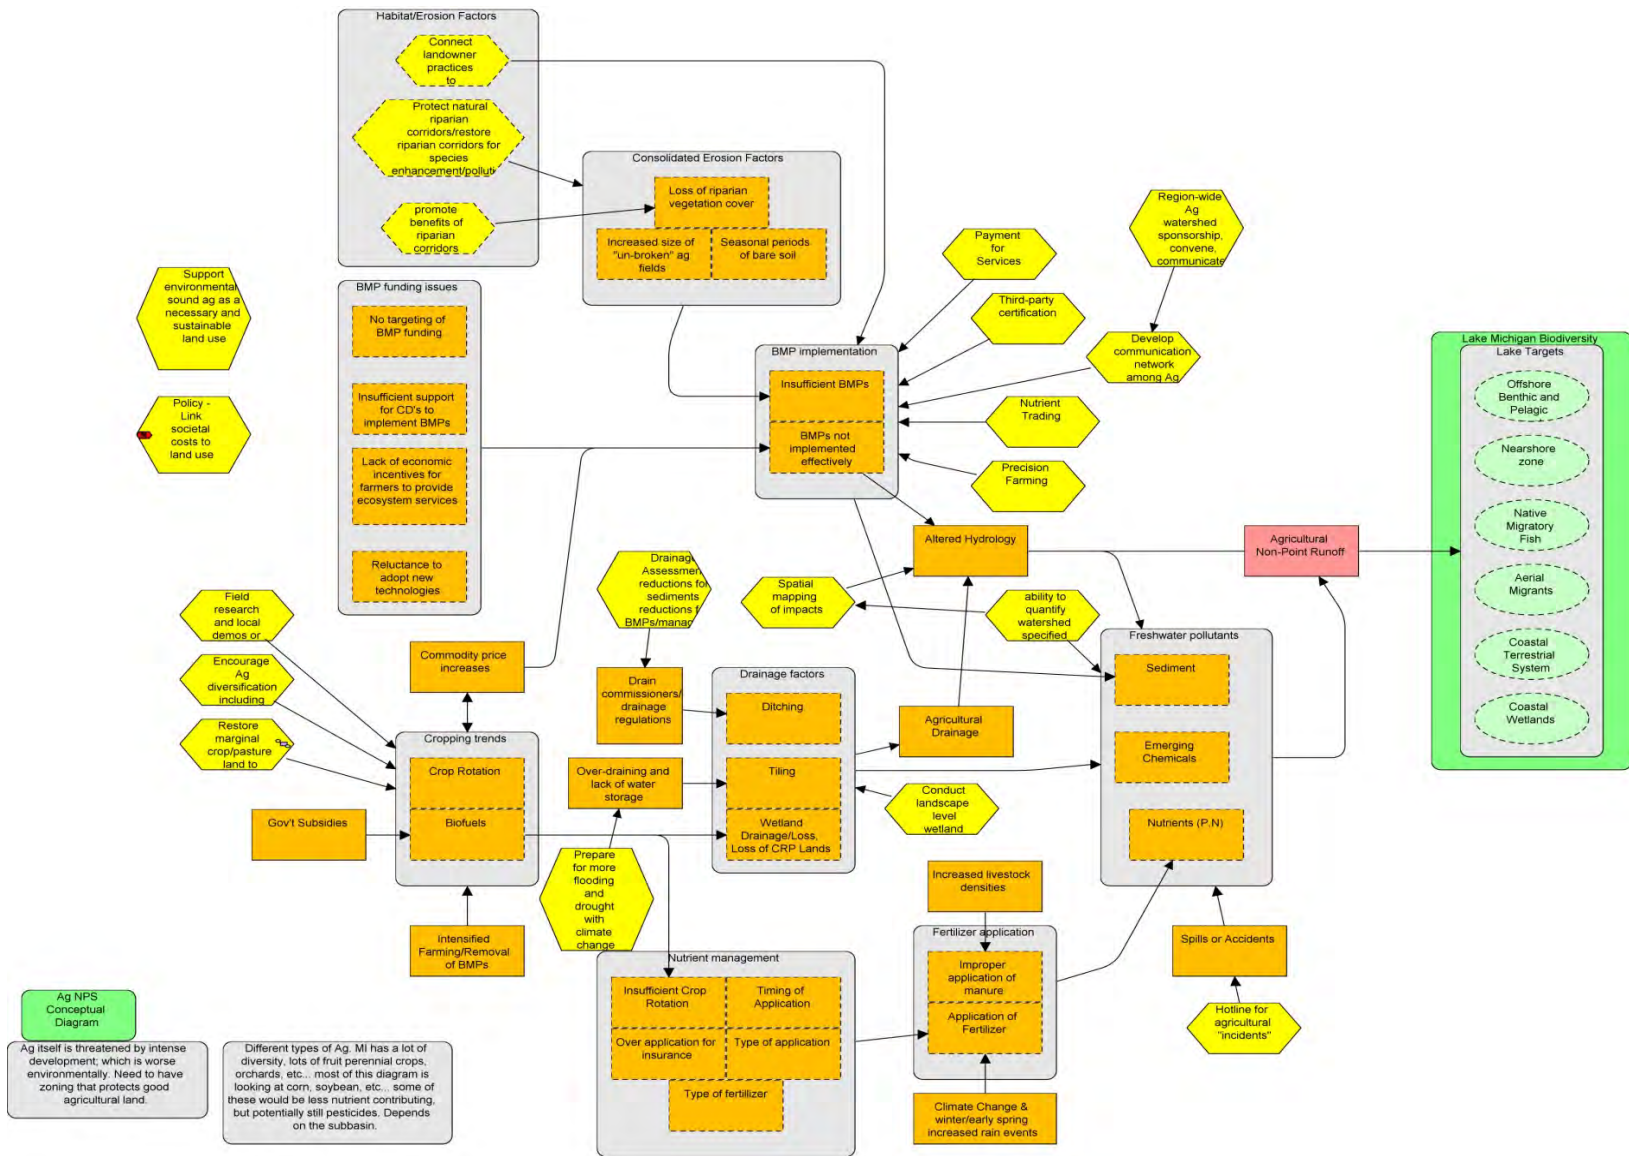 Habitat/Erosion Factors
Connect
landowner
practices
to
Protect natural
riparian
corridors/restore
riparian corridors for
species
enhancement/polluti
promote
benefits of
riparian
corridors
Consolidated Erosion Factors
Loss of riparian
vegetation cover
Increased size of
"un-broken" ag
fields
Seasonal periods
of bare soil
Support
environmental
sound ag as a
necessary and
sustainable
land use
Policy -
Link
societal
costs to
land use
BMP funding issues
No targeting of
BMP funding
Insufficient support
for CD's to
implement BMPs
Lack of economic
incentives for
farmers to provide
ecosystem services
Reluctance to
adopt new
technologies
BMP implementation
Insufficient BMPs
BMPs not
implemented
effectively
Payment
for
Services
Third-party
certification
Region-wide
Ag
watershed
sponsorship,
convene,
communicate
Develop
communication
network
among Ag
Nutrient
Trading
Precision
Farming
Lake Michigan Biodiversity
Lake Targets
Offshore
Benthic and
Pelagic
Nearshore
zone
Native
Migratory
Fish
Aerial
Migrants
Coastal
Terrestrial
System
Coastal
Wetlands
Altered Hydrology
Agricultural
Non-Point Runoff
Drainag
Assessmen
reductions for
sediments
reductions f
BMPs/manag
Spatial
mapping
of impacts
ability to
quantify
watershed
specified
Field
research
and local
demos or
Encourage
Ag
diversification
including
Restore
marginal
crop/pasture
land to
Commodity price
increases
Drain
commissioners/
drainage
regulations
Over-draining and
lack of water
storage
Drainage factors
Ditching
Tiling
Wetland
Drainage/Loss,
Loss of CRP Lands
Agricultural
Drainage
Conduct
landscape
level
wetland
Freshwater pollutants
Sediment
Emerging
Chemicals
Nutrients (P.N)
Cropping trends
Crop Rotation
Biofuels
Gov't Subsidies
Intensified
Farming/Removal
of BMPs
Prepare
for more
flooding
and
drought
with
climate
change
Increased livestock
densities
Fertilizer application
Improper
application of
manure
Application of
Fertilizer
Climate Change &
winter/early spring
increased rain events
Spills or Accidents
Hotline for
agricultural
"incidents"
Nutrient management
Insufficient Crop
Rotation
Timing of
Application
Over application for
insurance
Type of application
Type of fertilizer
Ag NPS
Conceptual
Diagram
Ag itself is threatened by intense
development; which is worse
environmentally. Need to have
zoning that protects good
agricultural land.
Different types of Ag. MI has a lot of
diversity, lots of fruit perennial crops,
orchards, etc... most of this diagram is
looking at corn, soybean, etc... some of
these would be less nutrient contributing,
but potentially still pesticides. Depends
on the subbasin.